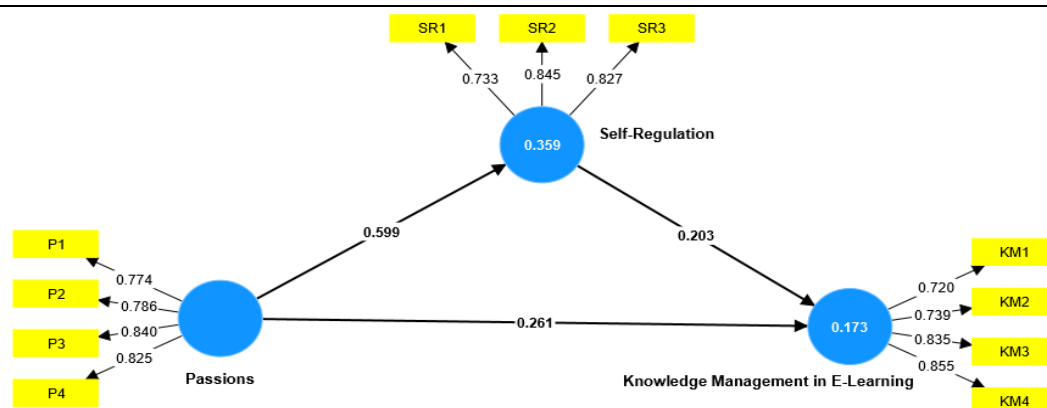 SR1
SR2
SR3
0.733
0.845
0.827
Self-Regulation
0.359
0.599
0.203
P1
P2
P3
P4
0.774
0.786
0.840
0.825
Passions
0.261
KM1
KM2
KM3
KM4
0.720
0.739
0.835
0.855
0.173
Knowledge Management in E-Learning